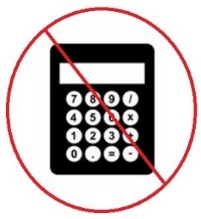 7 8 9 /
4 5 6 x
1 2 3 +
0 . = -